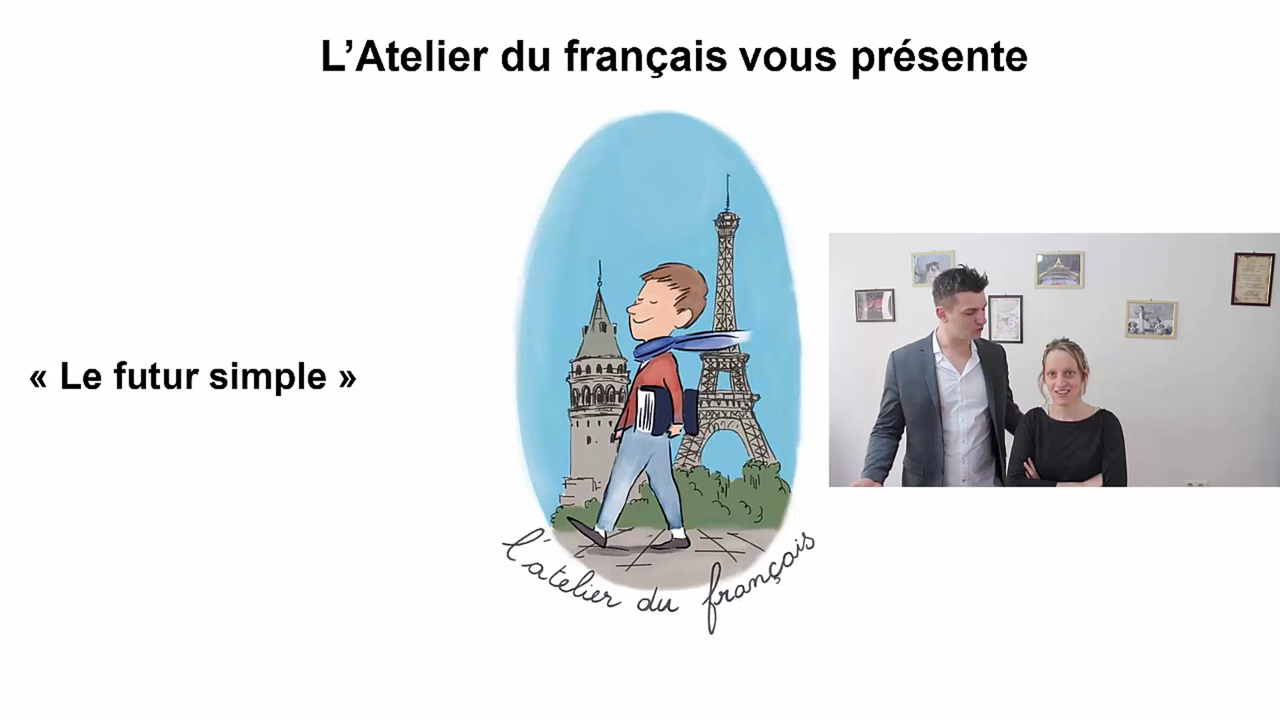 L’Atelier du français vous présente
« Le futur simple »
l'atelier du français